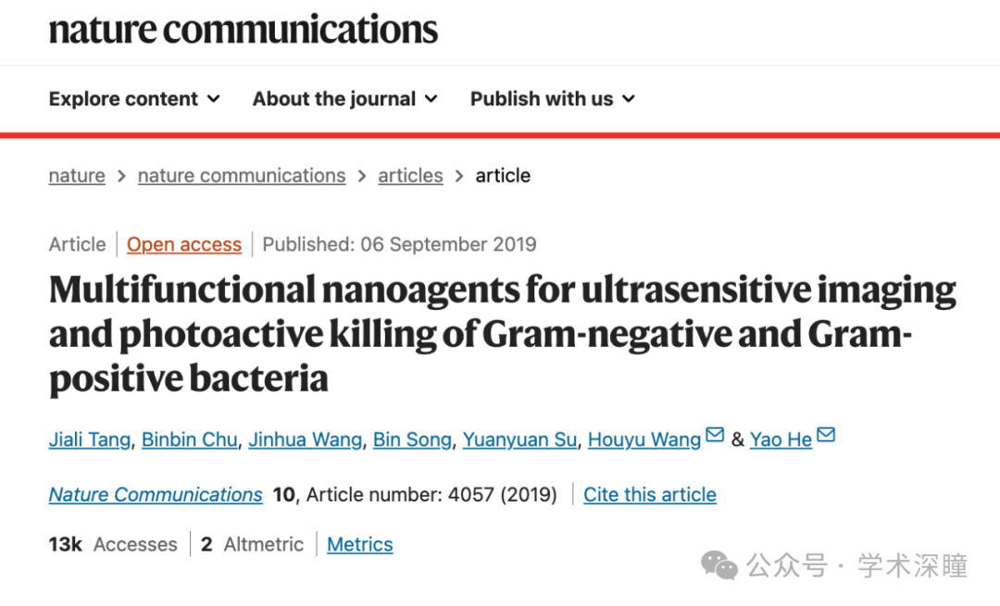 nature communications
Explore content About the journal Publish with us
nature > nature communications > articles > article
Article | Open access | Published: 06 September 2019
Multifunctional nanoagents for ultrasensitive imaging
and photoactive killing of Gram-negative and Gram-
positive bacteria
Jiali Tang, Binbin Chu, Jinhua Wang, Bin Song, Yuanyuan Su, Houyu Wang & Yao He
Nature Communications 10, Article number: 4057 (2019) | Cite this article
13k Accesses | 2 Altmetric | Metrics
公众号 · 学术深瞳